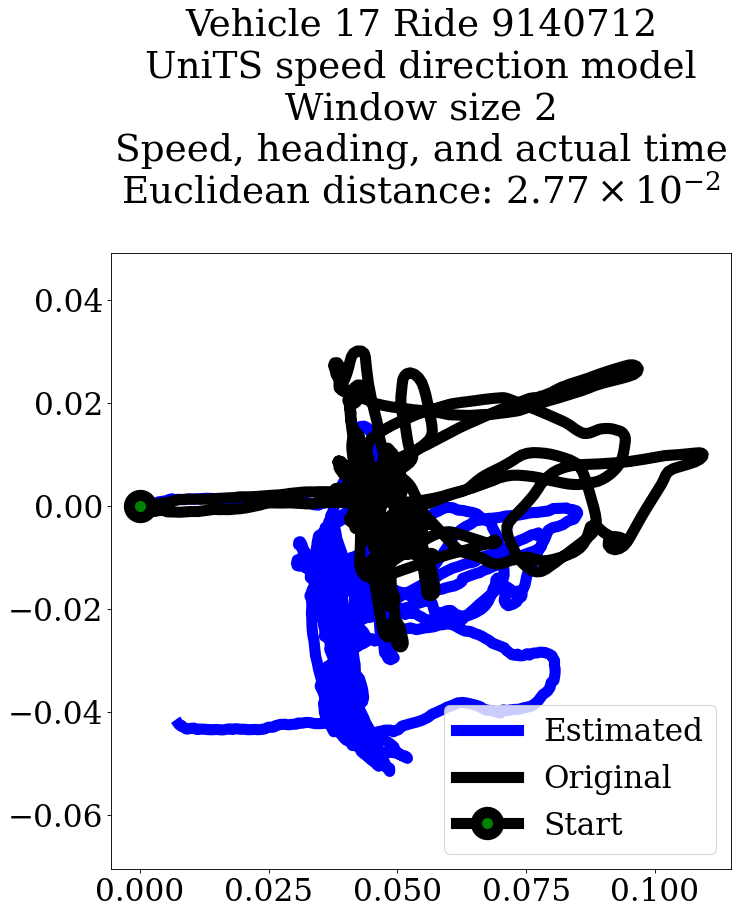 Vehicle 17 Ride 9140712
UniTS speed direction model
Window size 2
Speed, heading, and actual time
Euclidean distance: 2.77 × 10⁻²
0.04
0.02
0.00
−0.02
−0.04
−0.06
Estimated
Original
Start
0.000 0.025 0.050 0.075 0.100